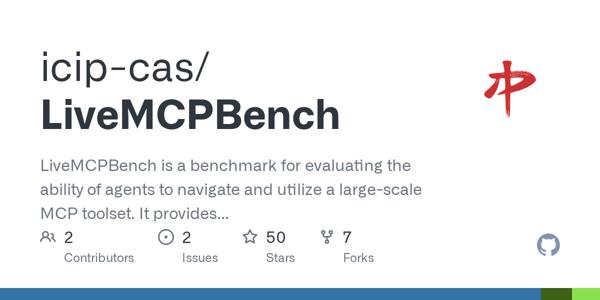 icip-cas/
LiveMCPBench
LiveMCPBench is a benchmark for evaluating the
ability of agents to navigate and utilize a large-scale
MCP toolset. It provides...
2 2 50 7
Contributors Issues Stars Forks